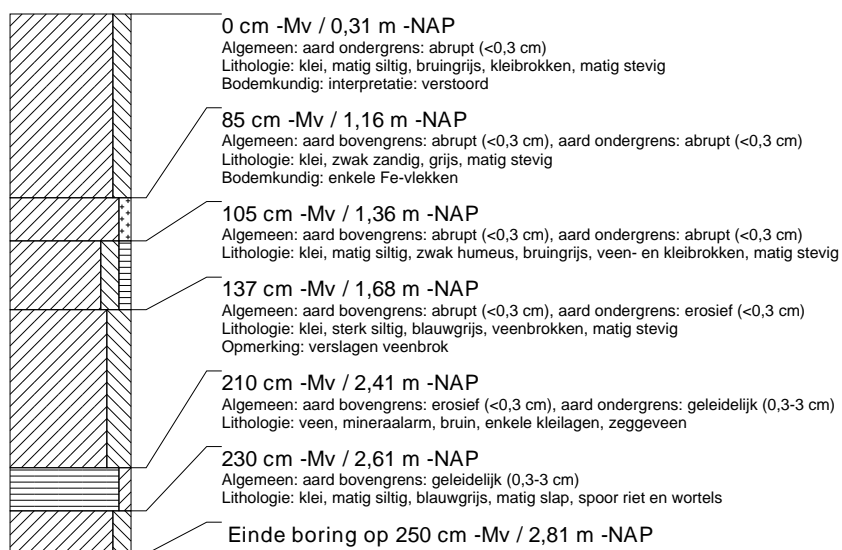 0 cm -Mv / 0,31 m -NAP
Algemeen: aard ondergrens: abrupt (<0,3 cm)
Lithologie: klei, matig siltig, bruingrijs, kleibrokken, matig stevig
Bodemkundig: interpretatie: verstoord
85 cm -Mv / 1,16 m -NAP
Algemeen: aard bovengrens: abrupt (<0,3 cm), aard ondergrens: abrupt (<0,3 cm)
Lithologie: klei, zwak zandig, grijs, matig stevig
Bodemkundig: enkele Fe-vlekken
105 cm -Mv / 1,36 m -NAP
Algemeen: aard bovengrens: abrupt (<0,3 cm), aard ondergrens: abrupt (<0,3 cm)
Lithologie: klei, matig siltig, zwak humeus, bruingrijs, veen- en kleibrokken, matig stevig
137 cm -Mv / 1,68 m -NAP
Algemeen: aard bovengrens: abrupt (<0,3 cm), aard ondergrens: erosief (<0,3 cm)
Lithologie: klei, sterk siltig, blauwgrijs, veenbrokken, matig stevig
Opmerking: verslagen veenbrok
210 cm -Mv / 2,41 m -NAP
Algemeen: aard bovengrens: erosief (<0,3 cm), aard ondergrens: geleidelijk (0,3-3 cm)
Lithologie: veen, mineraalarm, bruin, enkele kleilagen, zeggeveen
230 cm -Mv / 2,61 m -NAP
Algemeen: aard bovengrens: geleidelijk (0,3-3 cm)
Lithologie: klei, matig siltig, blauwgrijs, matig slap, spoor riet en wortels
Einde boring op 250 cm -Mv / 2,81 m -NAP